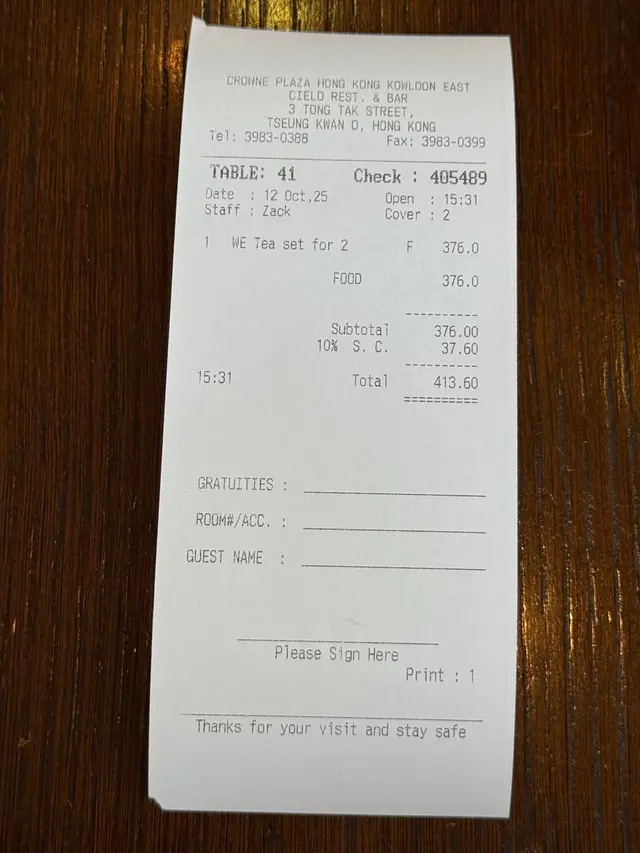 CROWNE PLAZA HONG KONG KOWLOON EAST
CIELO REST. & BAR
3 TONG TAK STREET,
TSEUNG KWAN O, HONG KONG
Tel: 3983-0388 Fax: 3983-0399
TABLE: 41 Check : 405489
Date : 12 Oct,25 Open : 15:31
Staff : Zack Cover : 2
1 WE Tea set for 2 F 376.0
FOOD 376.0
Subtotal 376.00
10% S. C. 37.60
15:31 Total 413.60
GRATUITIES :
ROOM#/ACC. :
GUEST NAME :
Please Sign Here
Print : 1
Thanks for your visit and stay safe